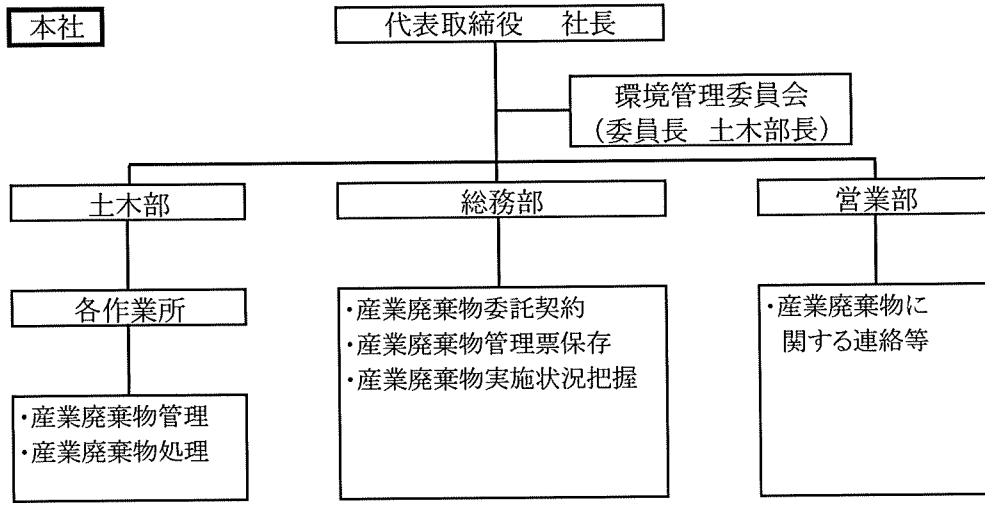 本社
代表取締役 社長
環境管理委員会
(委員長 土木部長)
土木部
総務部
営業部
各作業所
・産業廃棄物委託契約
・産業廃棄物管理票保存
・産業廃棄物実施状況把握
・産業廃棄物に
関する連絡等
・産業廃棄物管理
・産業廃棄物処理